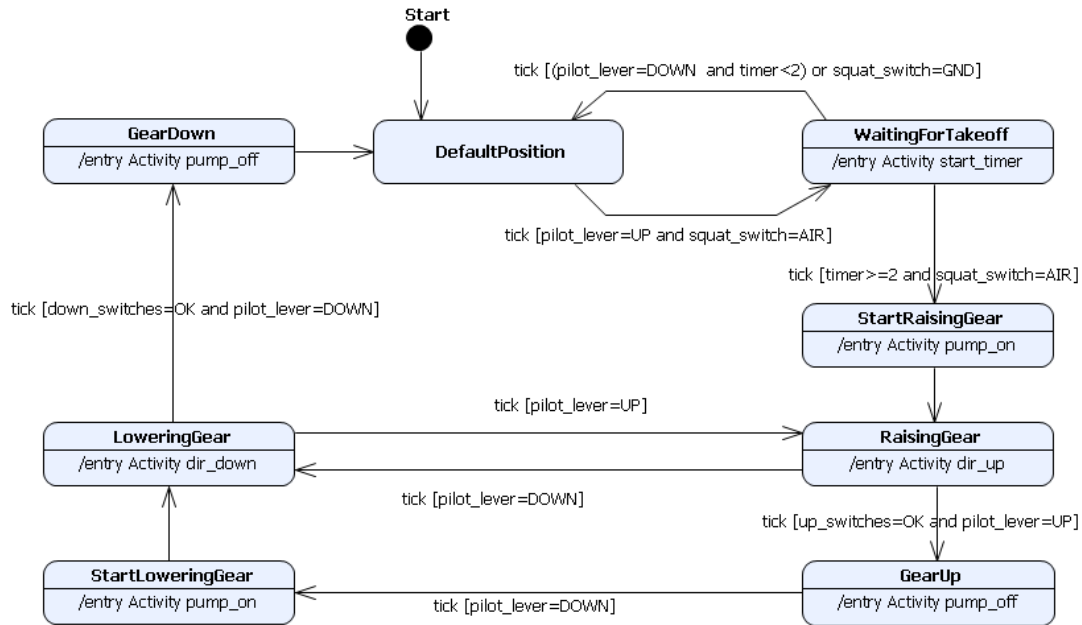 Start
tick [(pilot_lever=DOWN  and timer<2) or squat_switch=GND]
GearDown
/entry Activity pump_off
DefaultPosition
WaitingForTakeoff
/entry Activity start_timer
tick [pilot_lever=UP and squat_switch=AIR]
tick [timer>=2 and squat_switch=AIR]
tick [down_switches=OK and pilot_lever=DOWN]
StartRaisingGear
/entry Activity pump_on
tick [pilot_lever=UP]
LoweringGear
/entry Activity dir_down
RaisingGear
/entry Activity dir_up
tick [pilot_lever=DOWN]
tick [up_switches=OK and pilot_lever=UP]
StartLoweringGear
/entry Activity pump_on
tick [pilot_lever=DOWN]
GearUp
/entry Activity pump_off